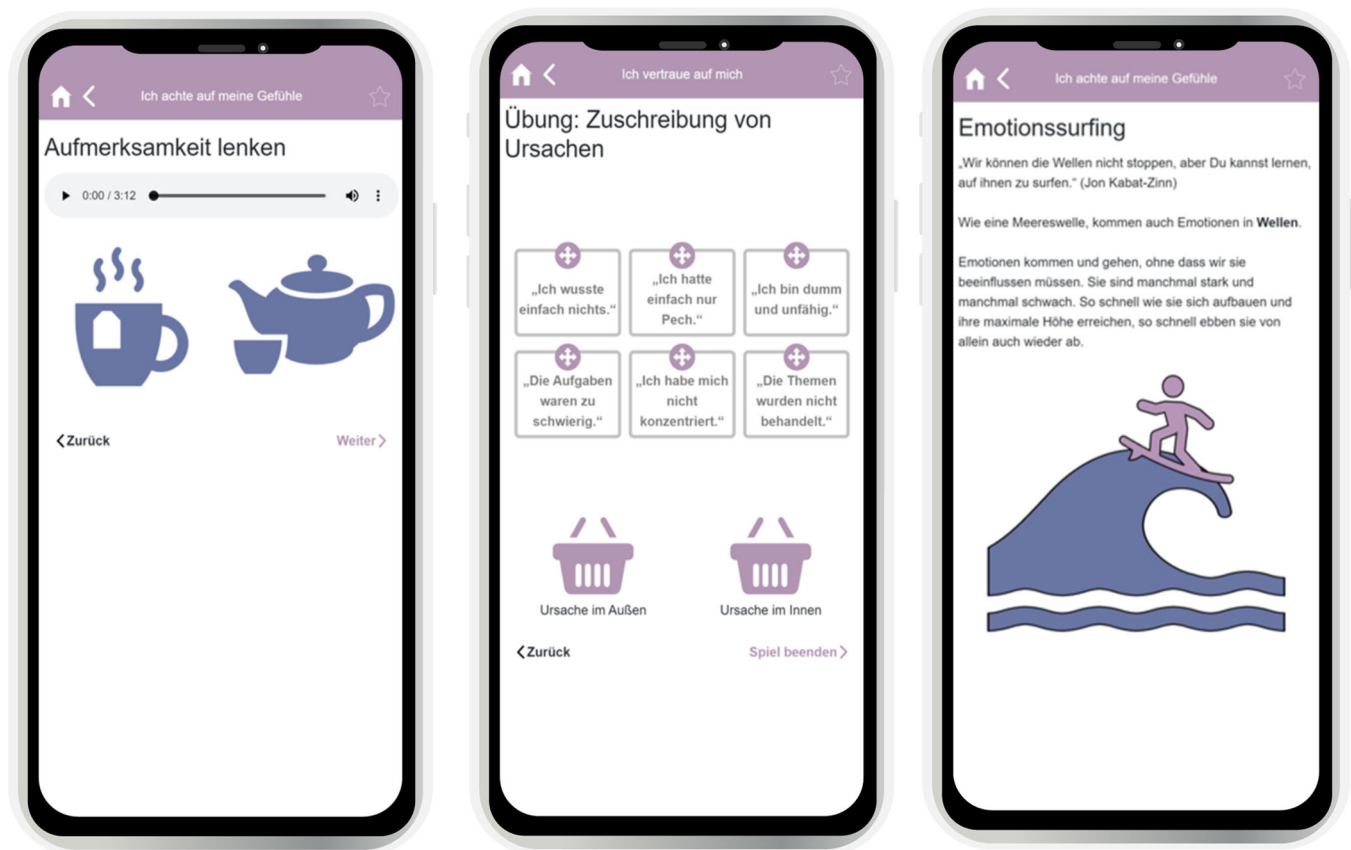 Ich achte auf meine Gefühle
Aufmerksamkeit lenken
0:00 / 3:12
Zurück
Weiter
Ich vertraue auf mich
Übung: Zuschreibung von
Ursachen
„Ich wusste
einfach nichts.“
„Ich hatte
einfach nur
Pech.“
„Ich bin dumm
und unfähig.“
„Die Aufgaben
waren zu
schwierig.“
„Ich habe mich
nicht
konzentriert.“
„Die Themen
wurden nicht
behandelt.“
Ursache im Außen
Ursache im Innen
Zurück
Spiel beenden
Ich achte auf meine Gefühle
Emotionssurfing
„Wir können die Wellen nicht stoppen, aber Du kannst lernen,
auf ihnen zu surfen.“ (Jon Kabat-Zinn)
Wie eine Meereswelle, kommen auch Emotionen in Wellen.
Emotionen kommen und gehen, ohne dass wir sie
beeinflussen müssen. Sie sind manchmal stark und
manchmal schwach. So schnell wie sie sich aufbauen und
ihre maximale Höhe erreichen, so schnell ebben sie von
allein auch wieder ab.